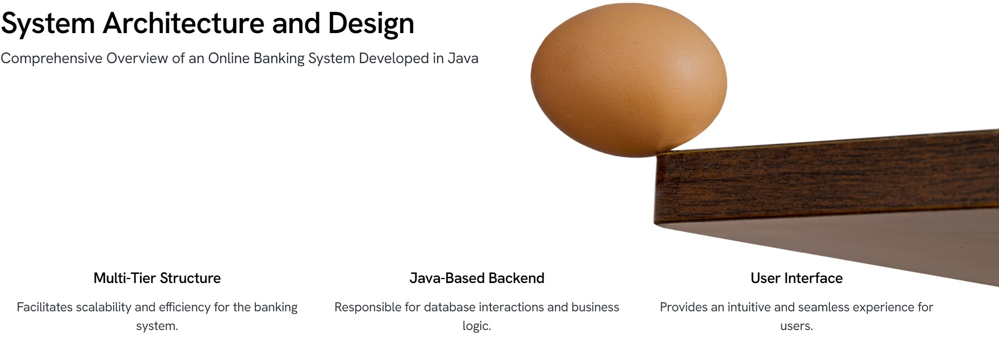 System Architecture and Design
Comprehensive Overview of an Online Banking System Developed in Java
Multi-Tier Structure
Facilitates scalability and efficiency for the banking
system.
Java-Based Backend
Responsible for database interactions and business
logic.
User Interface
Provides an intuitive and seamless experience for
users.